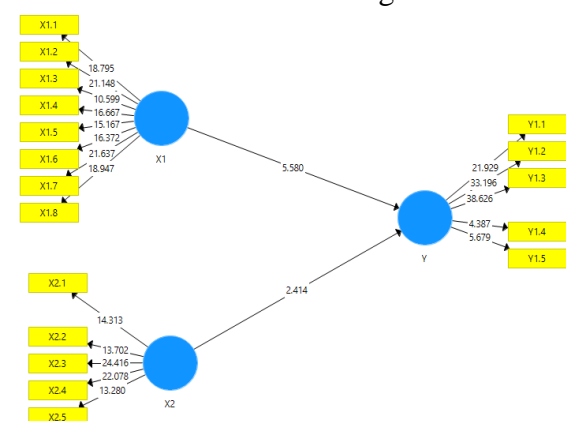 X1.1
X1.2
X1.3
X1.4
X1.5
X1.6
X1.7
X1.8
18.795
21.148
10.599
16.667
15.167
16.372
21.637
18.947
X1
5.580
Y1.1
Y1.2
Y1.3
Y1.4
Y1.5
21.929
33.196
38.626
4.387
5.679
Y
2.414
X2.1
X2.2
X2.3
X2.4
X2.5
14.313
13.702
24.416
22.078
13.280
X2